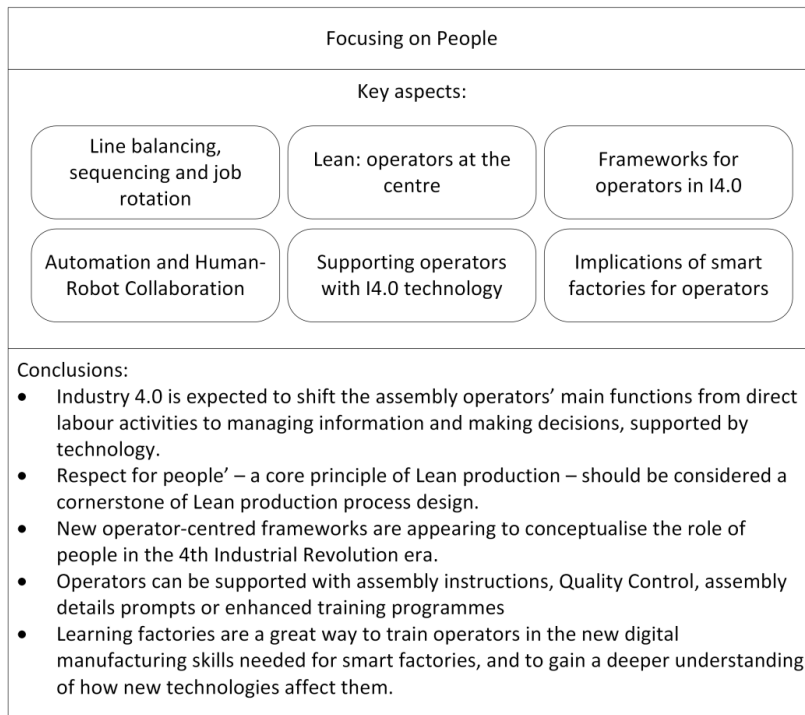 Focusing on People
Key aspects:
Line balancing,
sequencing and job
rotation
Lean: operators at the
centre
Frameworks for
operators in I4.0
Automation and Human-
Robot Collaboration
Supporting operators
with I4.0 technology
Implications of smart
factories for operators
Conclusions:
• Industry 4.0 is expected to shift the assembly operators’ main functions from direct
labour activities to managing information and making decisions, supported by
technology.
• Respect for people’ – a core principle of Lean production – should be considered a
cornerstone of Lean production process design.
• New operator-centred frameworks are appearing to conceptualise the role of
people in the 4th Industrial Revolution era.
• Operators can be supported with assembly instructions, Quality Control, assembly
details prompts or enhanced training programmes
• Learning factories are a great way to train operators in the new digital
manufacturing skills needed for smart factories, and to gain a deeper understanding
of how new technologies affect them.